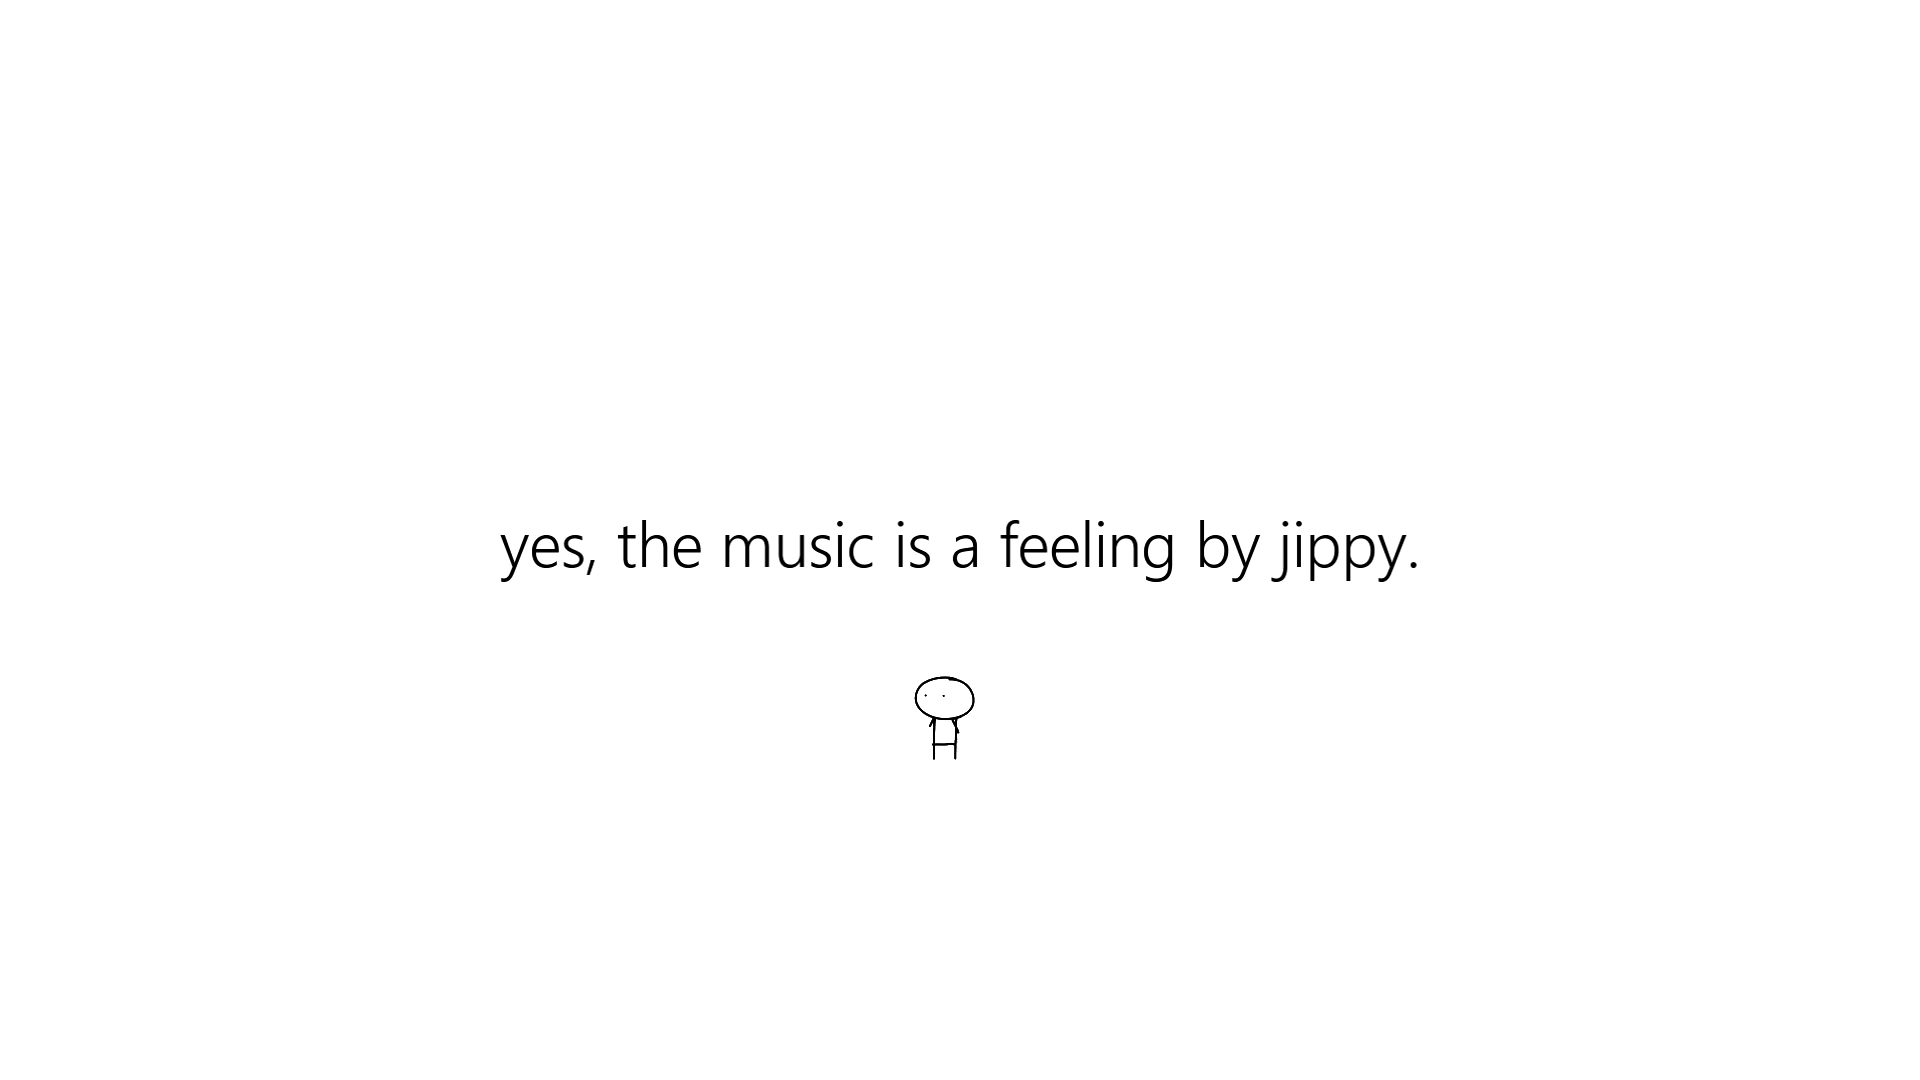 yes, the music is a feeling by jippy.